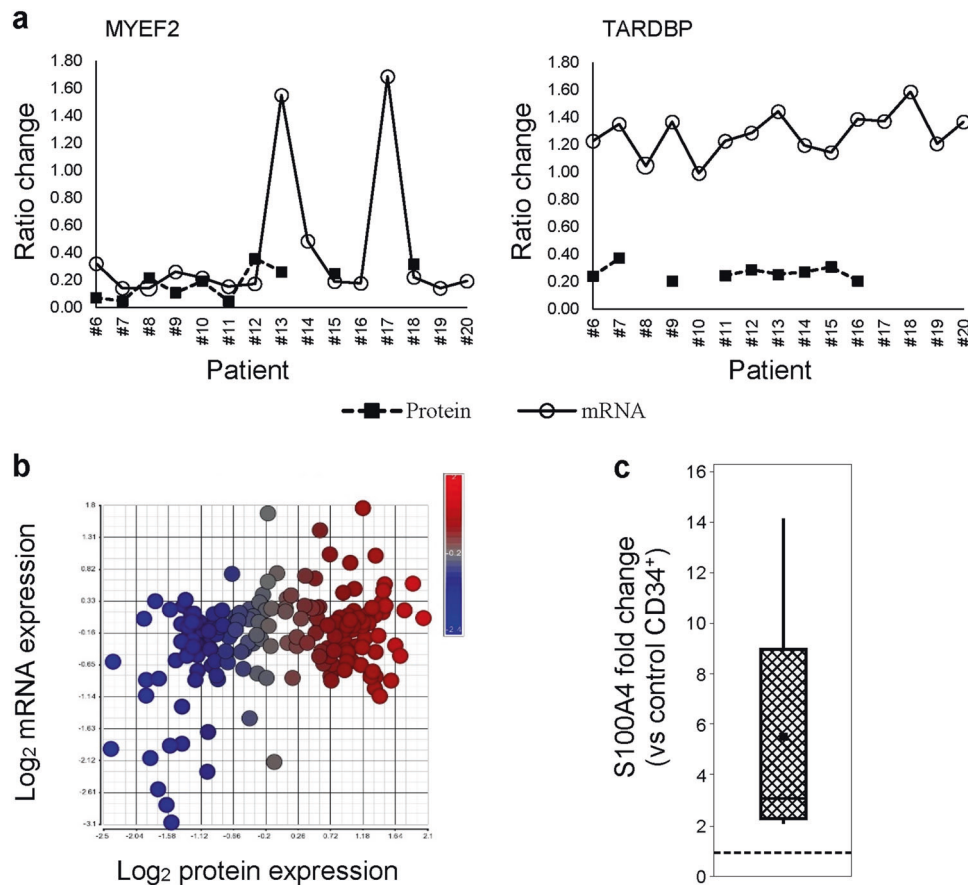 a
MYEF2
TARDBP
Ratio change
1.80
1.60
1.40
1.20
1.00
0.80
0.60
0.40
0.20
0.00
#6 #7 #8 #9 #10 #11 #12 #13 #14 #15 #16 #17 #18 #19 #20
Patient
Ratio change
1.80
1.60
1.40
1.20
1.00
0.80
0.60
0.40
0.20
0.00
#6 #7 #8 #9 #10 #11 #12 #13 #14 #15 #16 #17 #18 #19 #20
Patient
Protein mRNA
b
Log2 mRNA expression
1.8
1.31
0.82
0.33
-0.16
-0.65
-1.14
-1.63
-2.12
-2.61
-3.1
-2.5 -2.04 -1.58 -1.12 -0.66 -0.2 0.26 0.72 1.18 1.64 2.1
Log2 protein expression
-0.2
c
S100A4 fold change
(vs control CD34+)
16
14
12
10
8
6
4
2
0